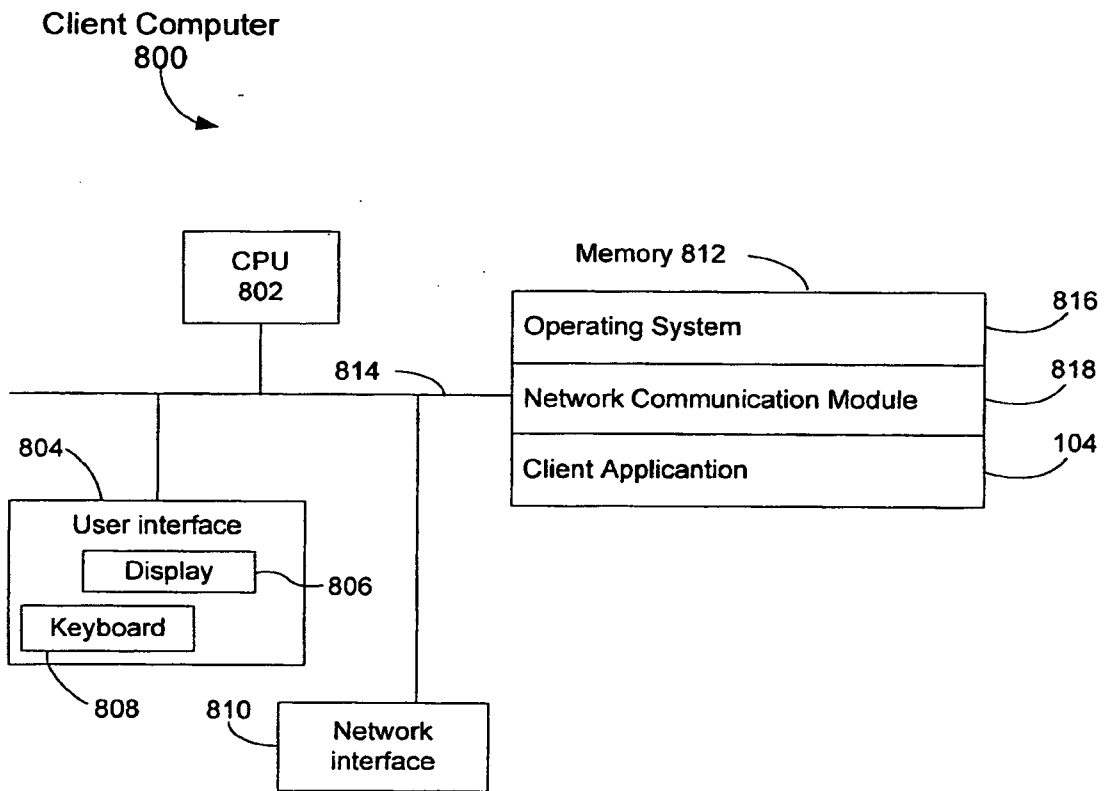 Client Computer
800
CPU
802
Memory 812
Operating System
816
814
Network Communication Module
818
Client Applicantion
104
804
User interface
Display
806
Keyboard
808
810
Network
interface